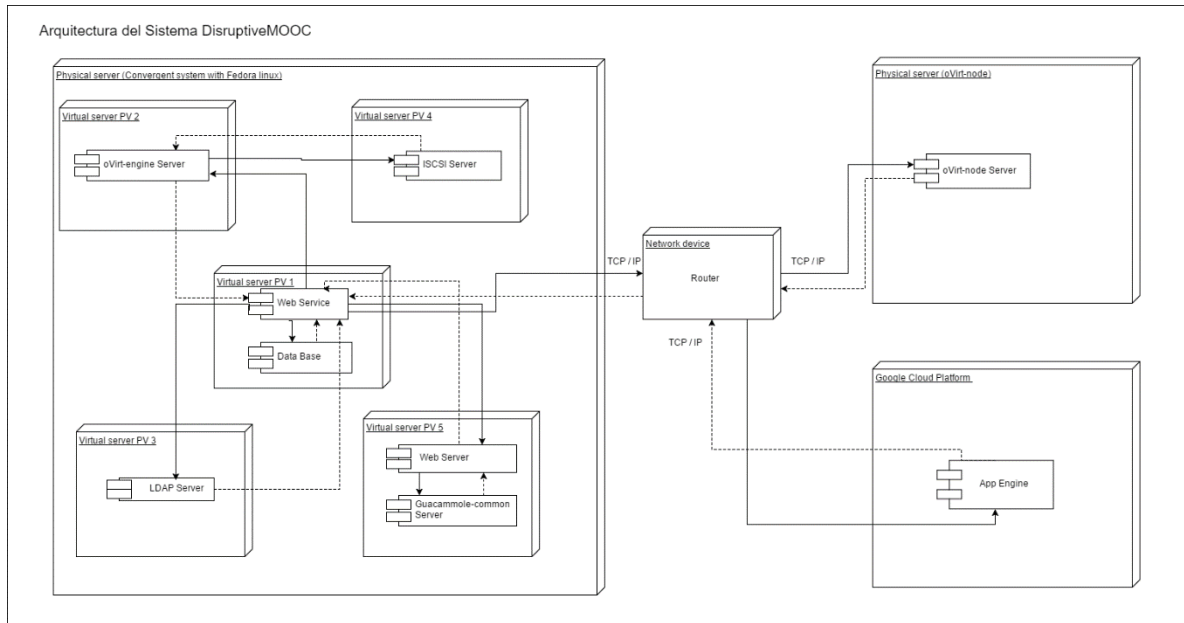 Arquitectura del Sistema DisruptiveMOOC
Physical server (Convergent system with Fedora linux)
Virtual server PV 2
oVirt-engine Server
Virtual server PV 4
ISCSI Server
Virtual server PV 1
Web Service
Data Base
Virtual server PV 3
LDAP Server
Virtual server PV 5
Web Server
Guacammole-common
Server
TCP / IP
Network device
Router
TCP / IP
TCP / IP
Physical server (oVirt-node)
oVirt-node Server
Google Cloud Platform
App Engine